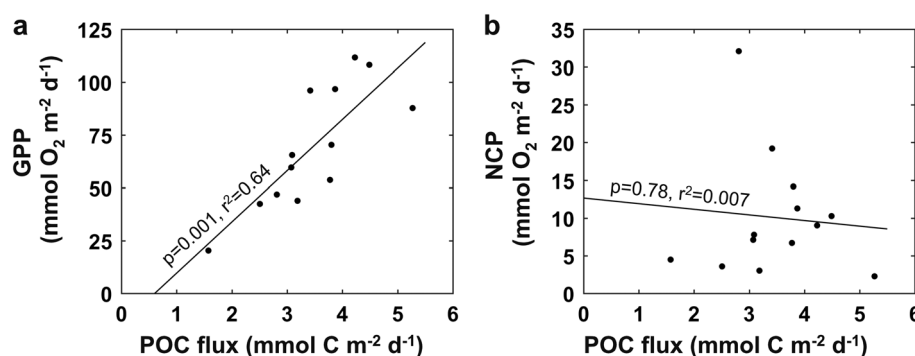 a
GPP
(mmol O₂ m⁻² d⁻¹)
125
100
75
50
25
0
p=0.001, r²=0.64
0 1 2 3 4 5 6
POC flux (mmol C m⁻² d⁻¹)
b
NCP
(mmol O₂ m⁻² d⁻¹)
35
30
25
20
15
10
5
0
p=0.78, r²=0.007
0 1 2 3 4 5 6
POC flux (mmol C m⁻² d⁻¹)